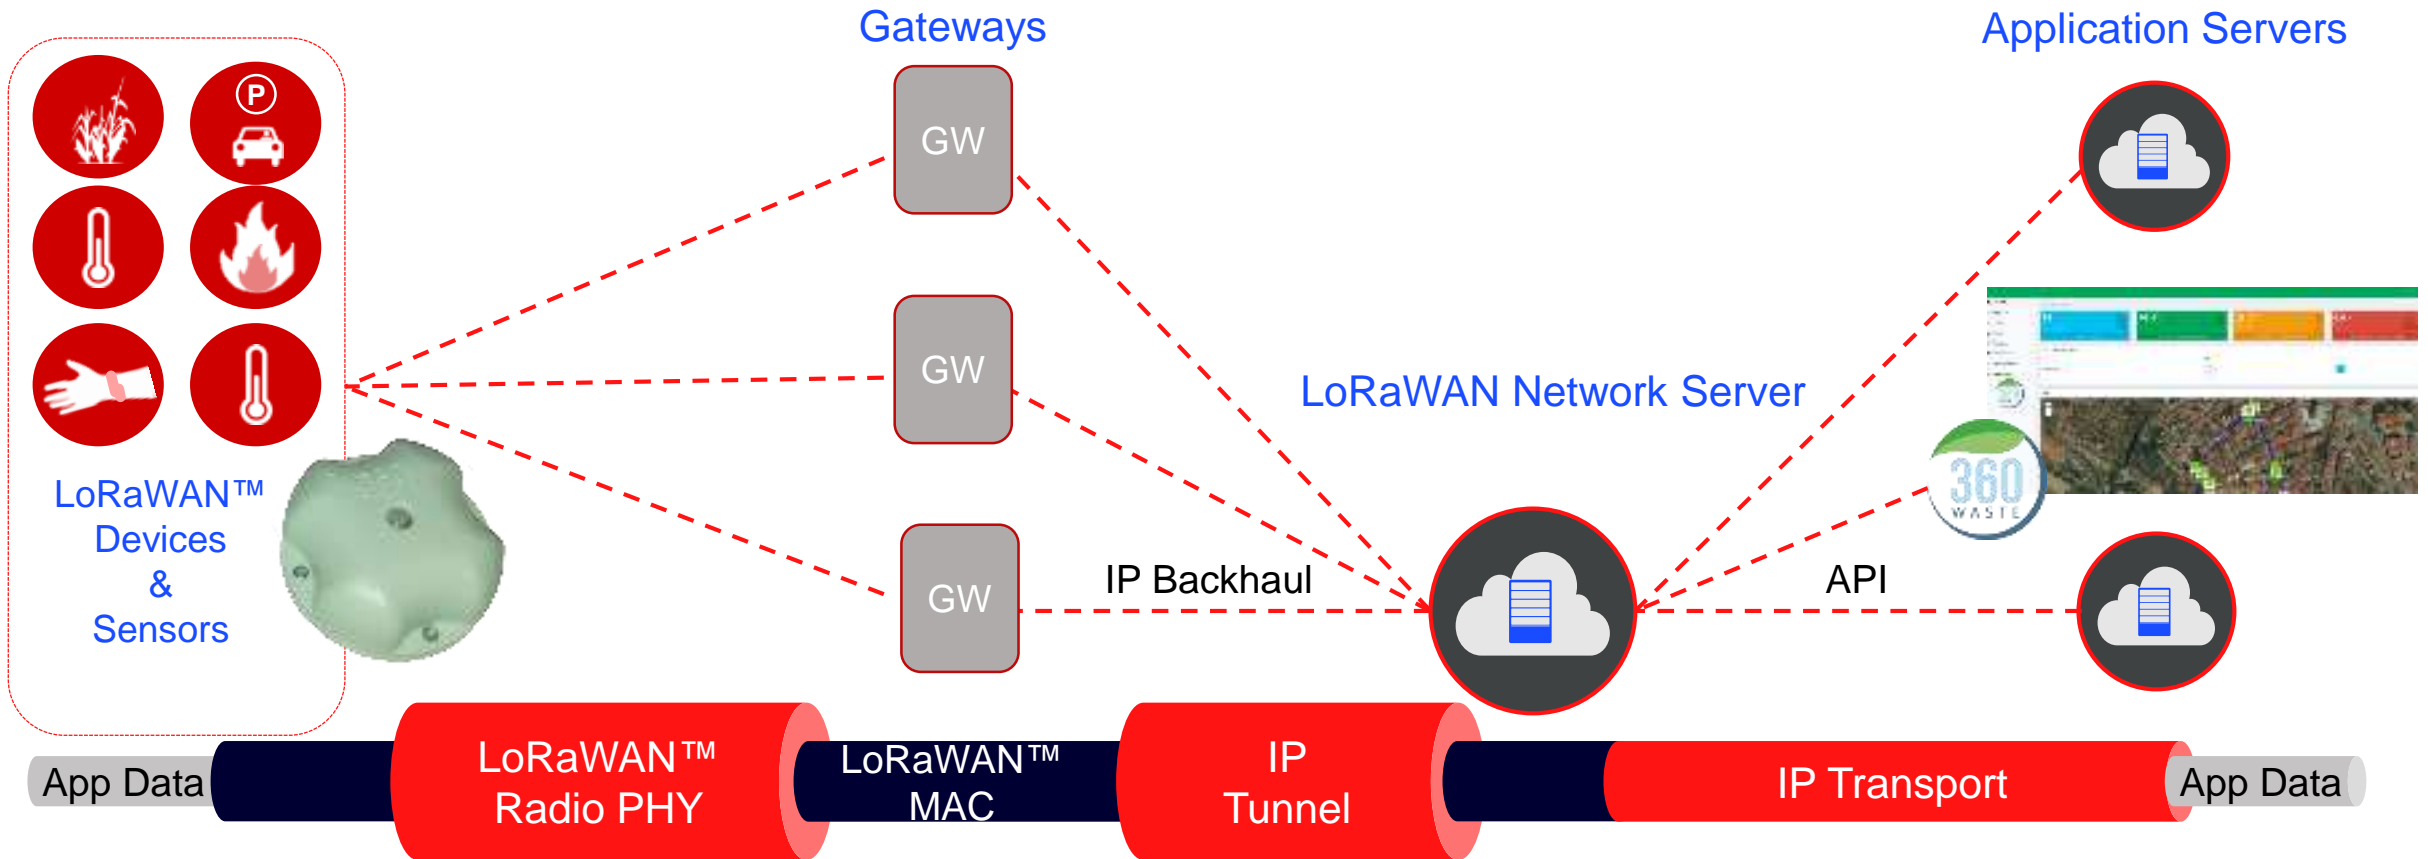 Gateways
Application Servers
P
GW
GW
GW
LoRaWAN Network Server
360
WASTE
LoRaWAN™
Devices
&
Sensors
IP Backhaul
API
App Data
LoRaWAN™
Radio PHY
LoRaWAN™
MAC
IP
Tunnel
IP Transport
App Data